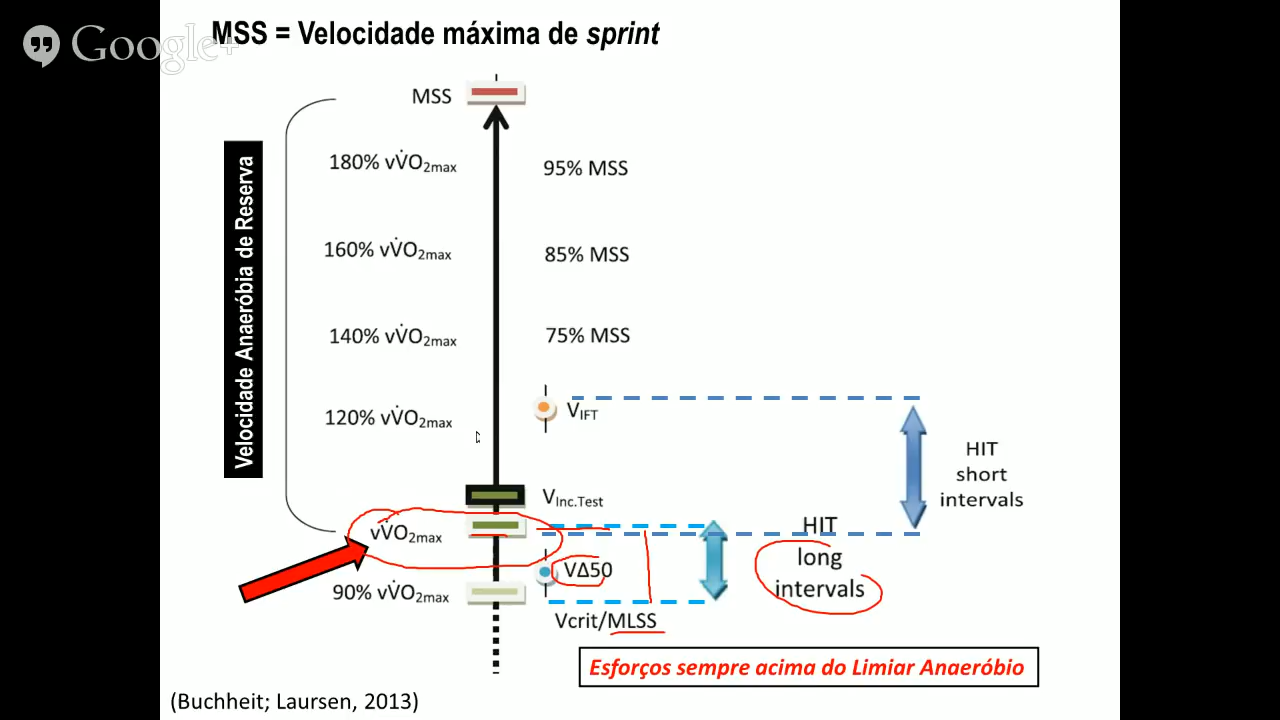 MSS = Velocidade máxima de sprint
Google+
MSS
180% vV̇O2max
95% MSS
Velocidade Anaeróbia de Reserva
160% vV̇O2max
85% MSS
140% vV̇O2max
75% MSS
120% vV̇O2max
VIFT
HIT
short
intervals
VInc.Test
vV̇O2max
HIT
long
intervals
VΔ50
90% vV̇O2max
Vcrit/MLSS
Esforços sempre acima do Limiar Anaeróbio
(Buchheit; Laursen, 2013)